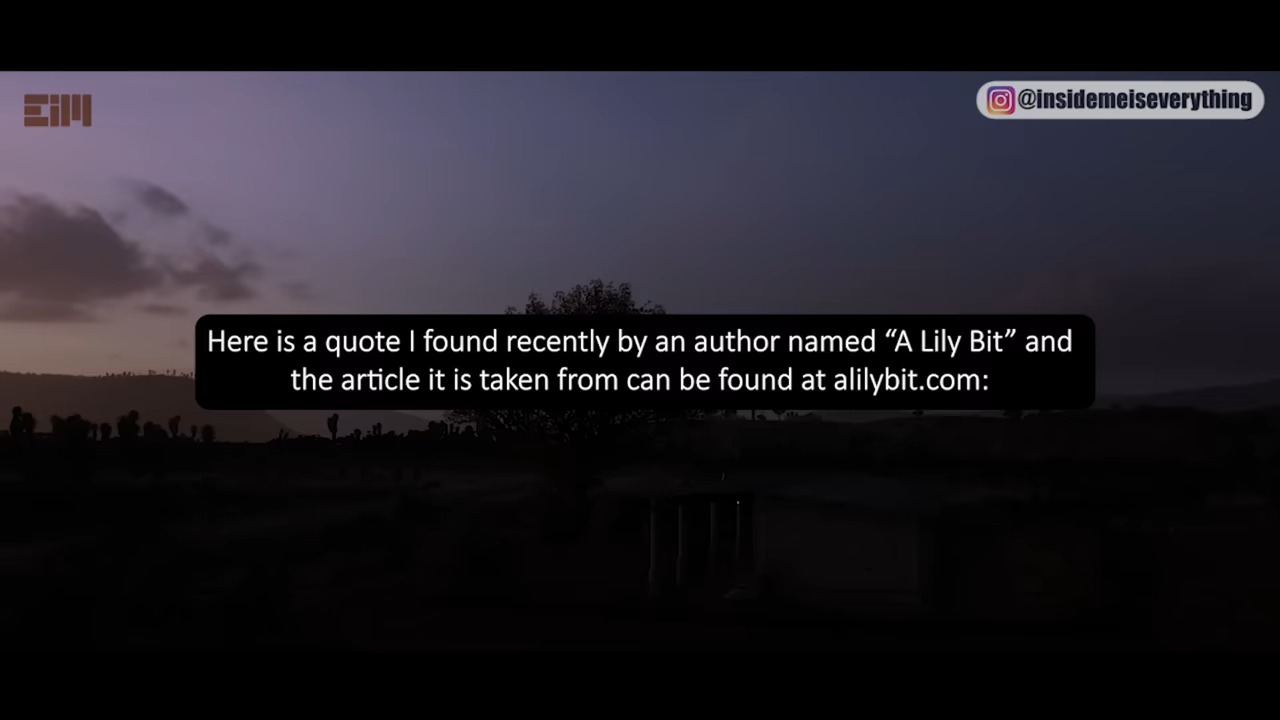 EiM
@insidemeiseverything
Here is a quote I found recently by an author named “A Lily Bit” and
the article it is taken from can be found at alilybit.com: